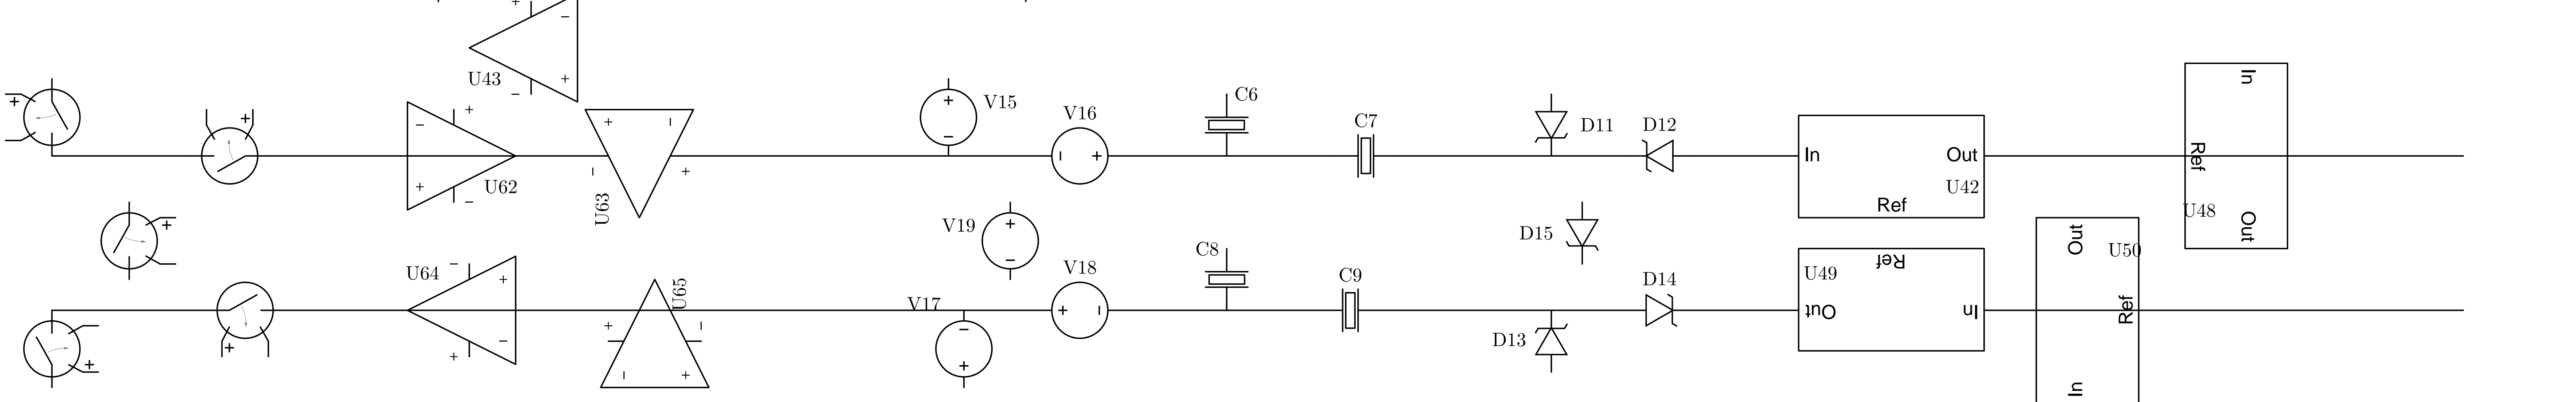 U43
V15
V16
C6
C7
D11
D12
In
Out
Ref
U42
In
Ref
Out
U48
U62
U63
V19
D15
U64
U65
V17
V18
C8
C9
D13
D14
U49
Ref
Out
In
Out
U50
Ref
In